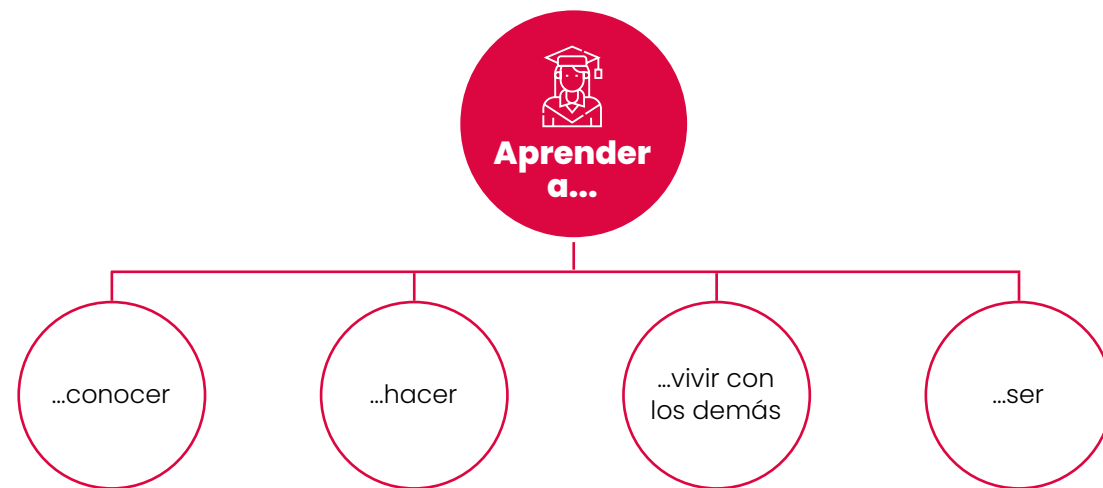 Aprender
a...
...conocer
...hacer
...vivir con
los demás
...ser